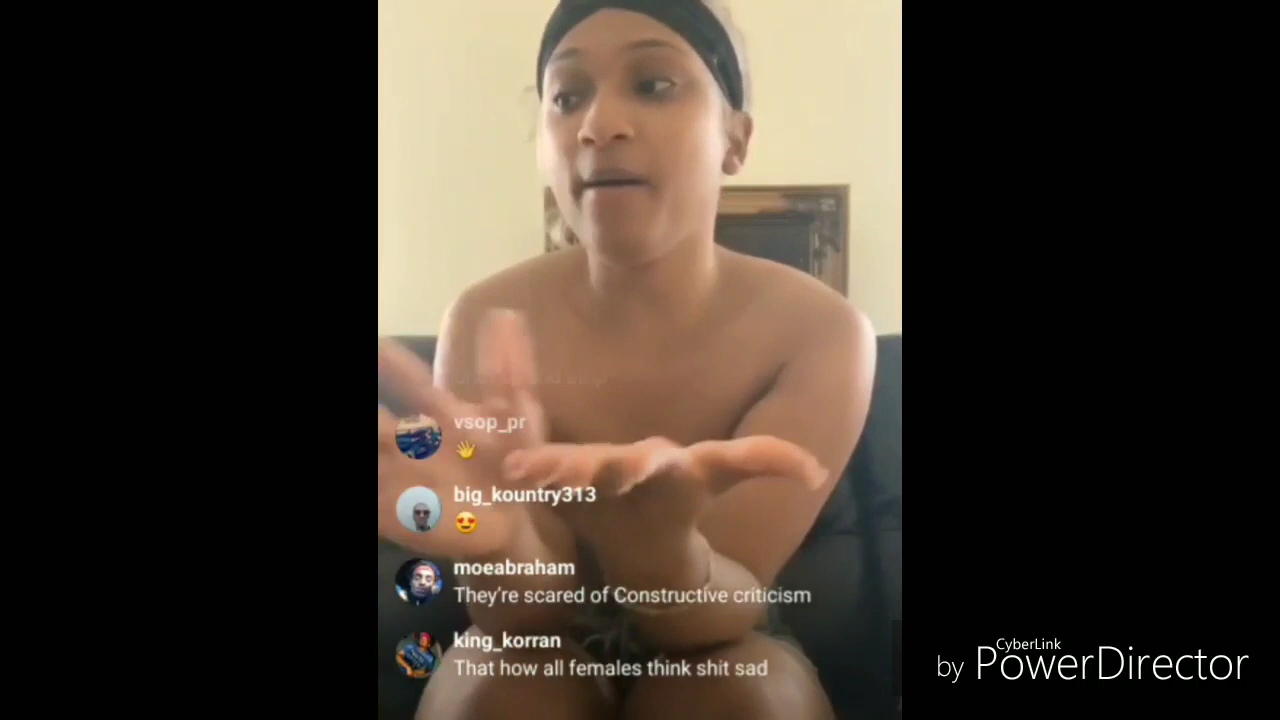 vsop_pr
👋
big_kountry313
😍
moeabraham
They're scared of Constructive criticism
king_korran
That how all females think shit sad
CyberLink
by PowerDirector